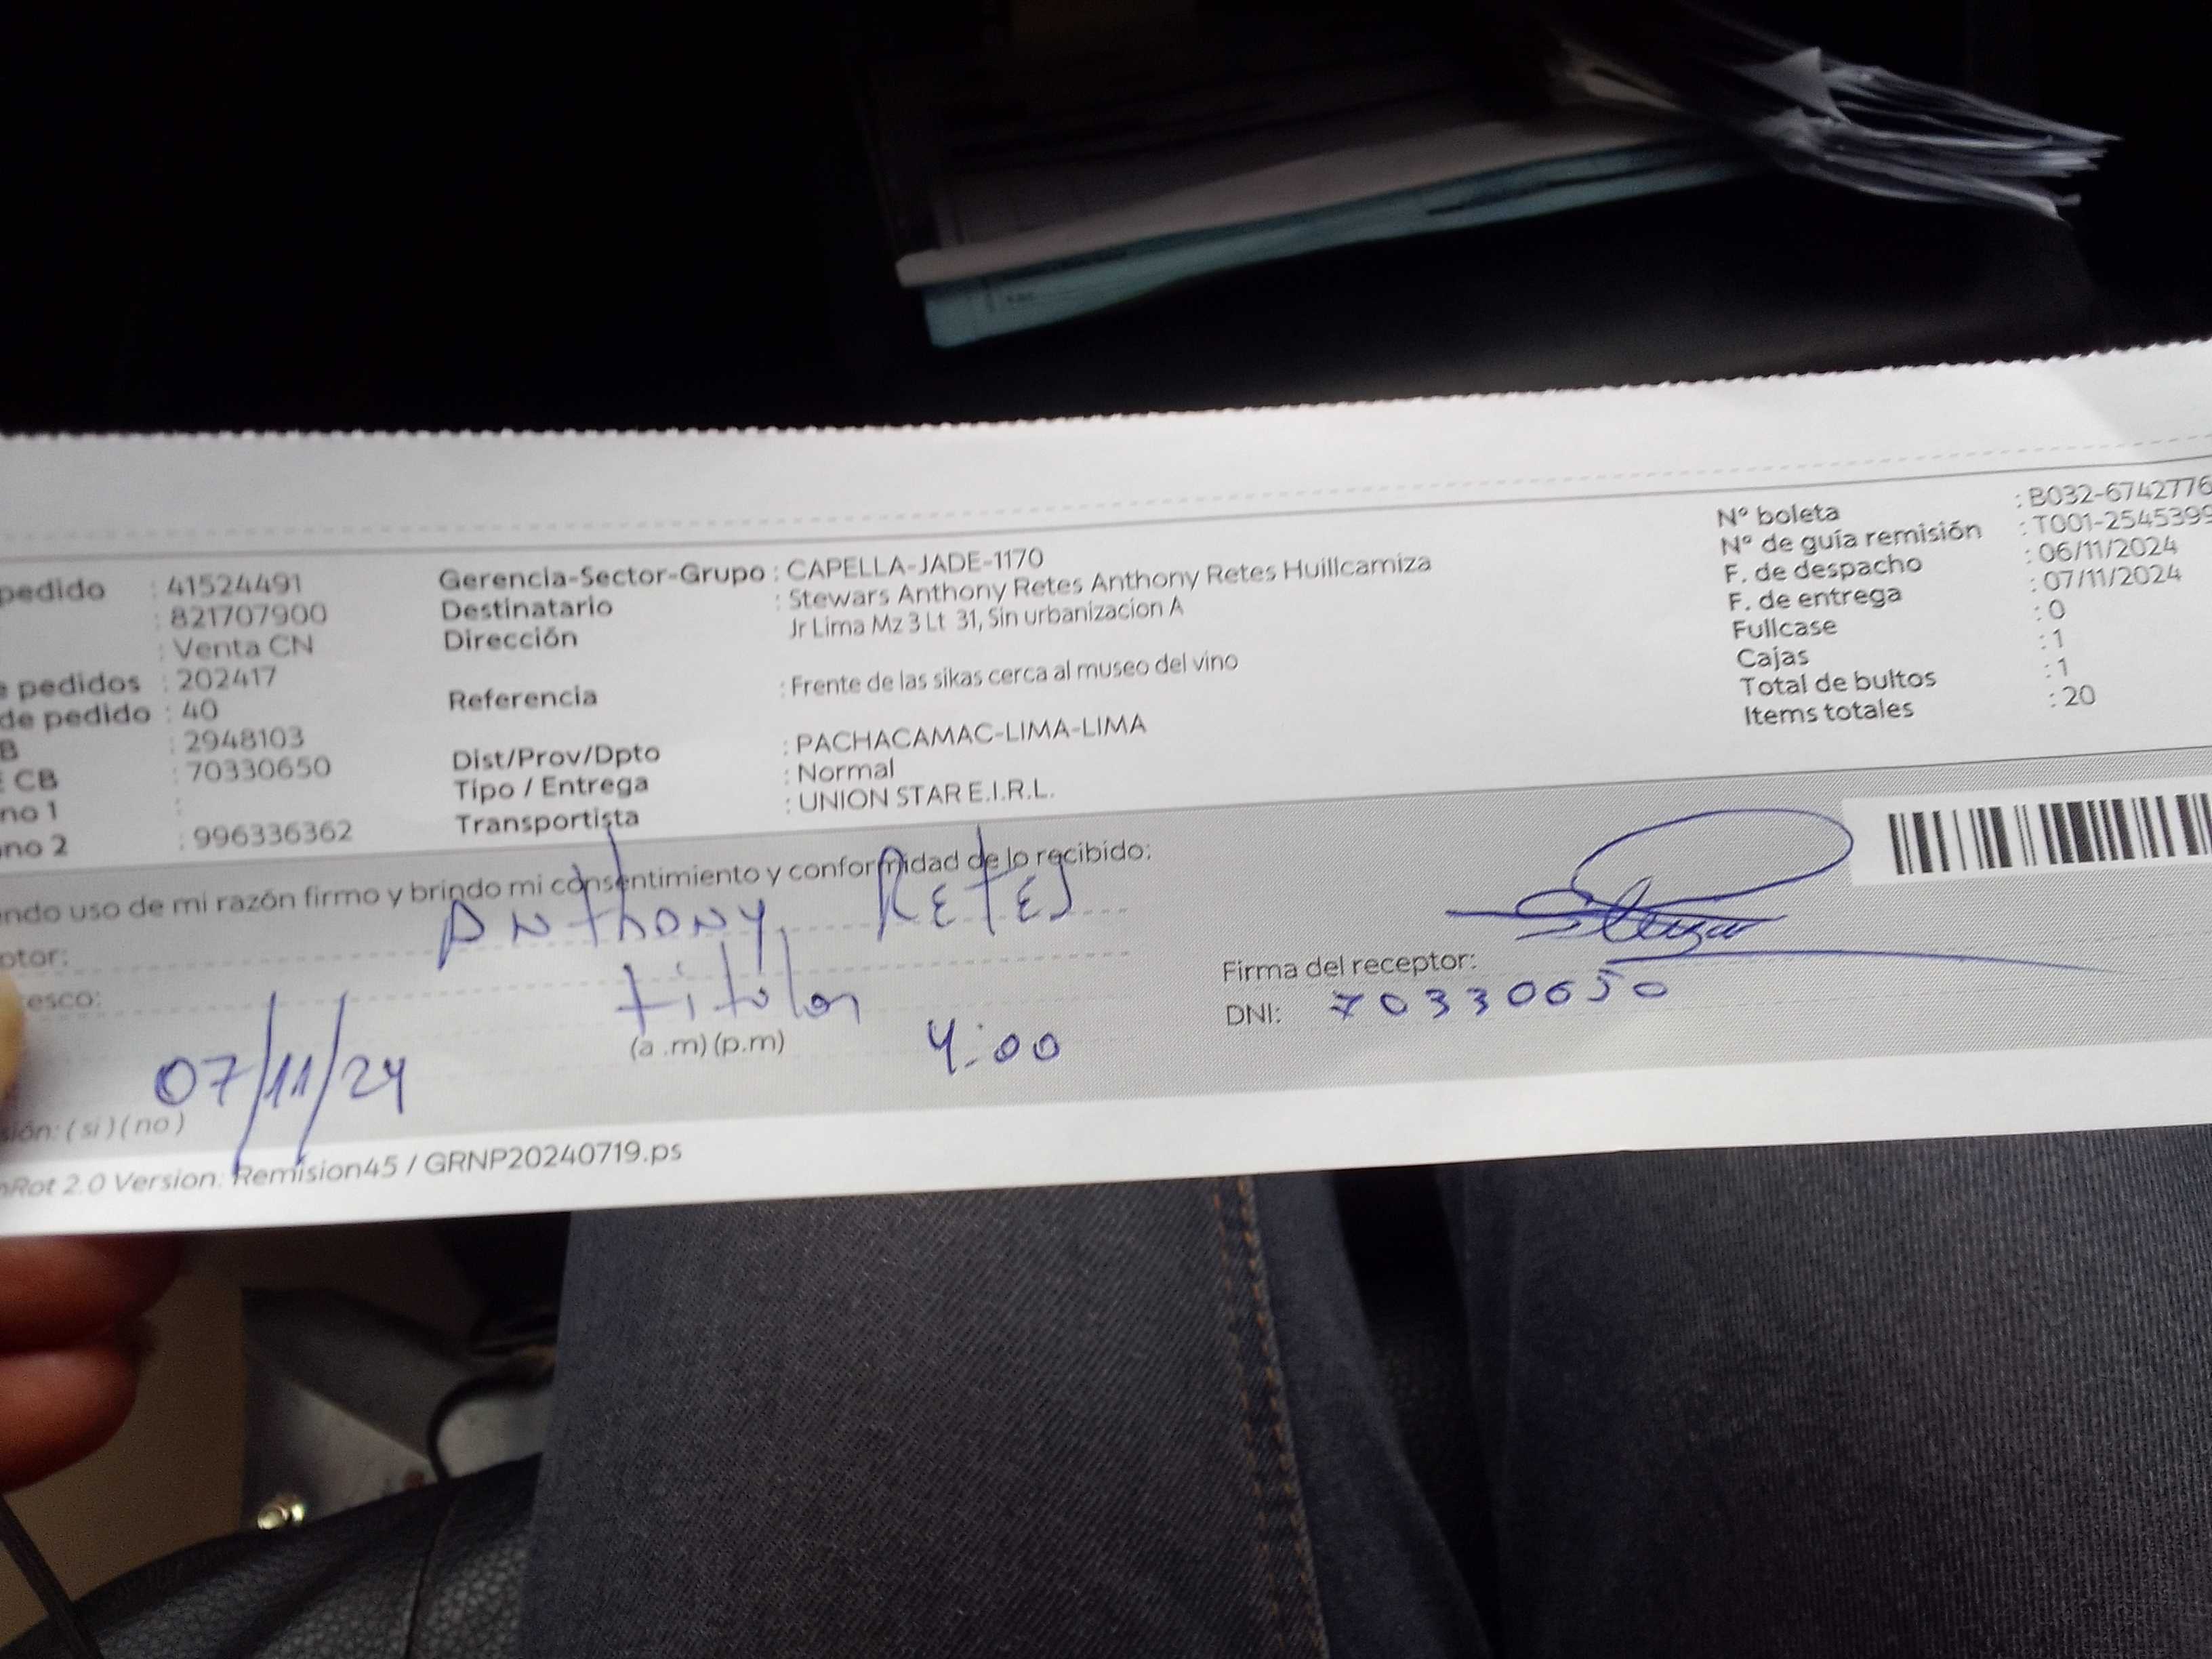 pedido : 41524491
: 821707900
: Venta CN
e pedidos : 202417
de pedido : 40
B : 2948103
E CB : 70330650
no 1 :
no 2 : 996336362
Gerencia-Sector-Grupo : CAPELLA-JADE-1170
Destinatario : Stewars Anthony Retes Anthony Retes Huillcamiza
Dirección Jr Lima Mz 3 Lt 31, Sin urbanizacion A
Referencia : Frente de las sikas cerca al museo del vino
Dist/Prov/Dpto : PACHACAMAC-LIMA-LIMA
Tipo / Entrega : Normal
Transportista : UNION STAR E.I.R.L.
Nº boleta : B032-6742776
Nº de guía remisión : T001-2545399
F. de despacho : 06/11/2024
F. de entrega : 07/11/2024
Fullcase : 0
Cajas : 1
Total de bultos : 1
Items totales : 20
ndo uso de mi razón firmo y brindo mi consentimiento y conformidad de lo recibido:
ptor: Anthony Retes
esco: titular
Firma del receptor:
DNI: 70330650
07/11/24 (a .m) (p.m) 4:00
sión: ( si ) ( no )
Rot 2.0 Version: Remision45 / GRNP20240719.ps